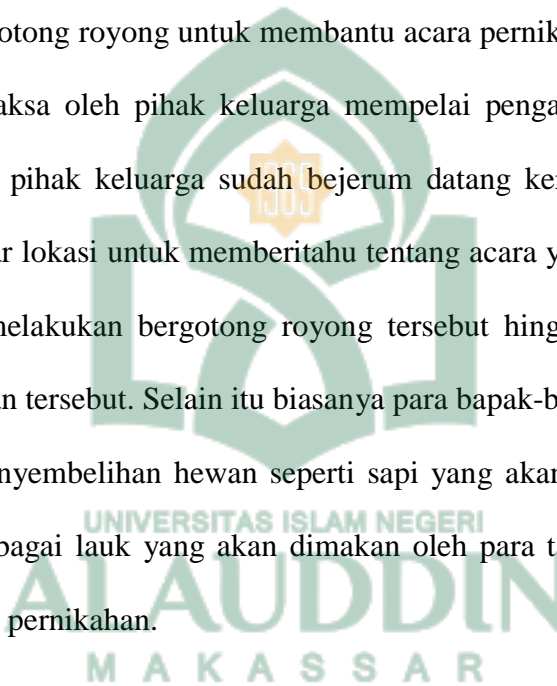 otong royong untuk membantu acara pernik
aksa oleh pihak keluarga mempelai penga
pihak keluarga sudah bejerum datang ke
r lokasi untuk memberitahu tentang acara y
melakukan bergotong royong tersebut hing
n tersebut. Selain itu biasanya para bapak-b
nyembelihan hewan seperti sapi yang akan
bagai lauk yang akan dimakan oleh para t
pernikahan.
1965
UNIVERSITAS ISLAM NEGERI
ALAUDDIN
MAKASSAR